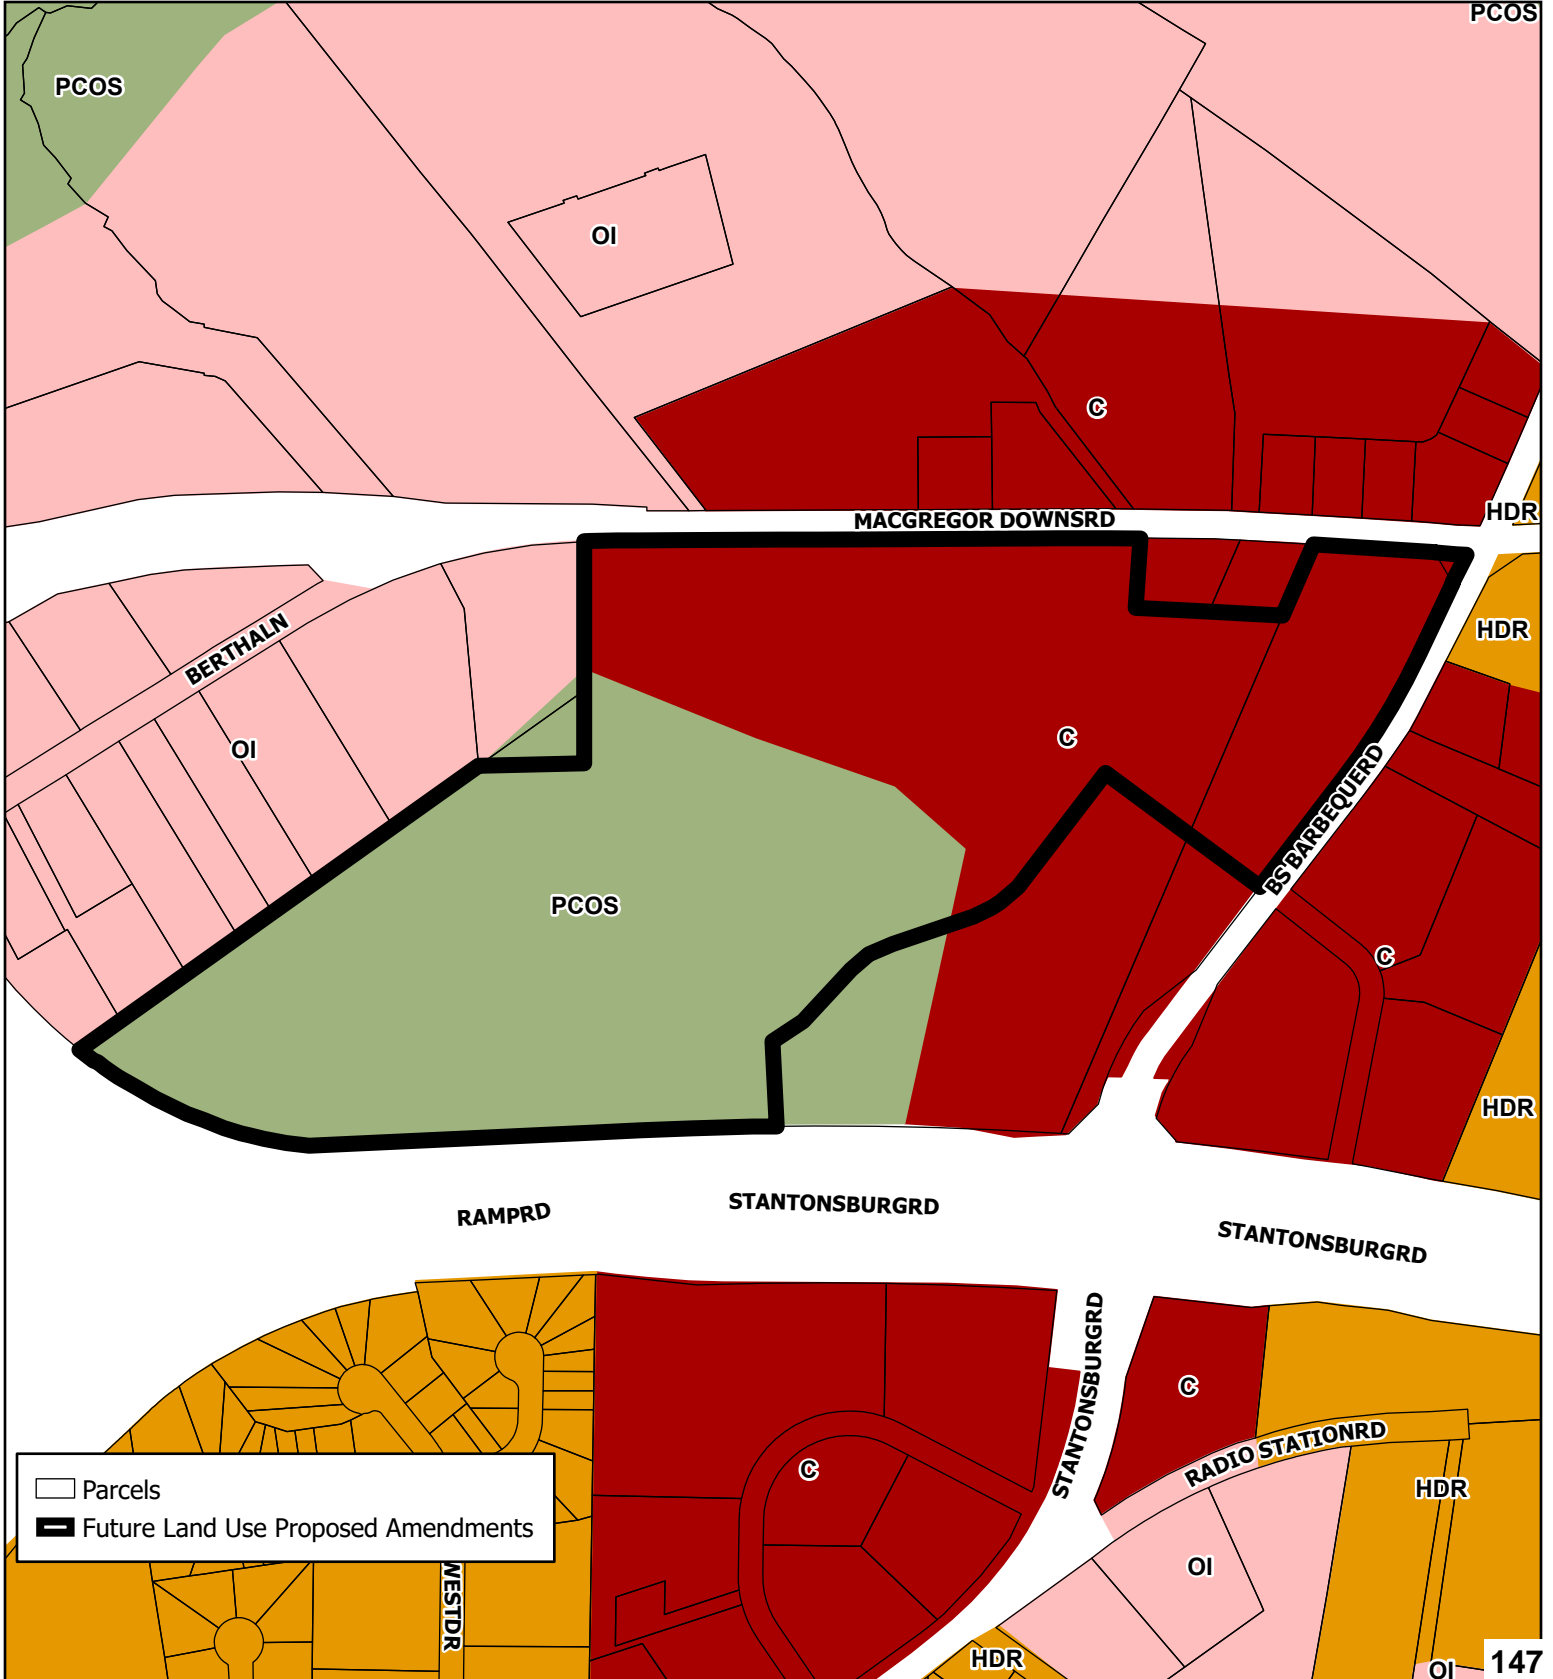 PCOS
PCOS
OI
C
HDR
MACGREGOR DOWNSRD
BERTHALN
HDR
OI
C
BS BARBEQUERD
PCOS
C
HDR
RAMPRD
STANTONSBURGRD
STANTONSBURGRD
STANTONSBURGRD
C
RADIO STATIONRD
C
HDR
Parcels
Future Land Use Proposed Amendments
OI
WESTDR
HDR
OI
147